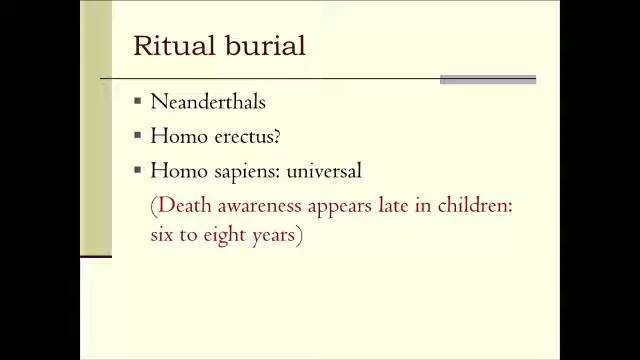 Ritual burial
Neanderthals
Homo erectus?
Homo sapiens: universal
(Death awareness appears late in children:
six to eight years)